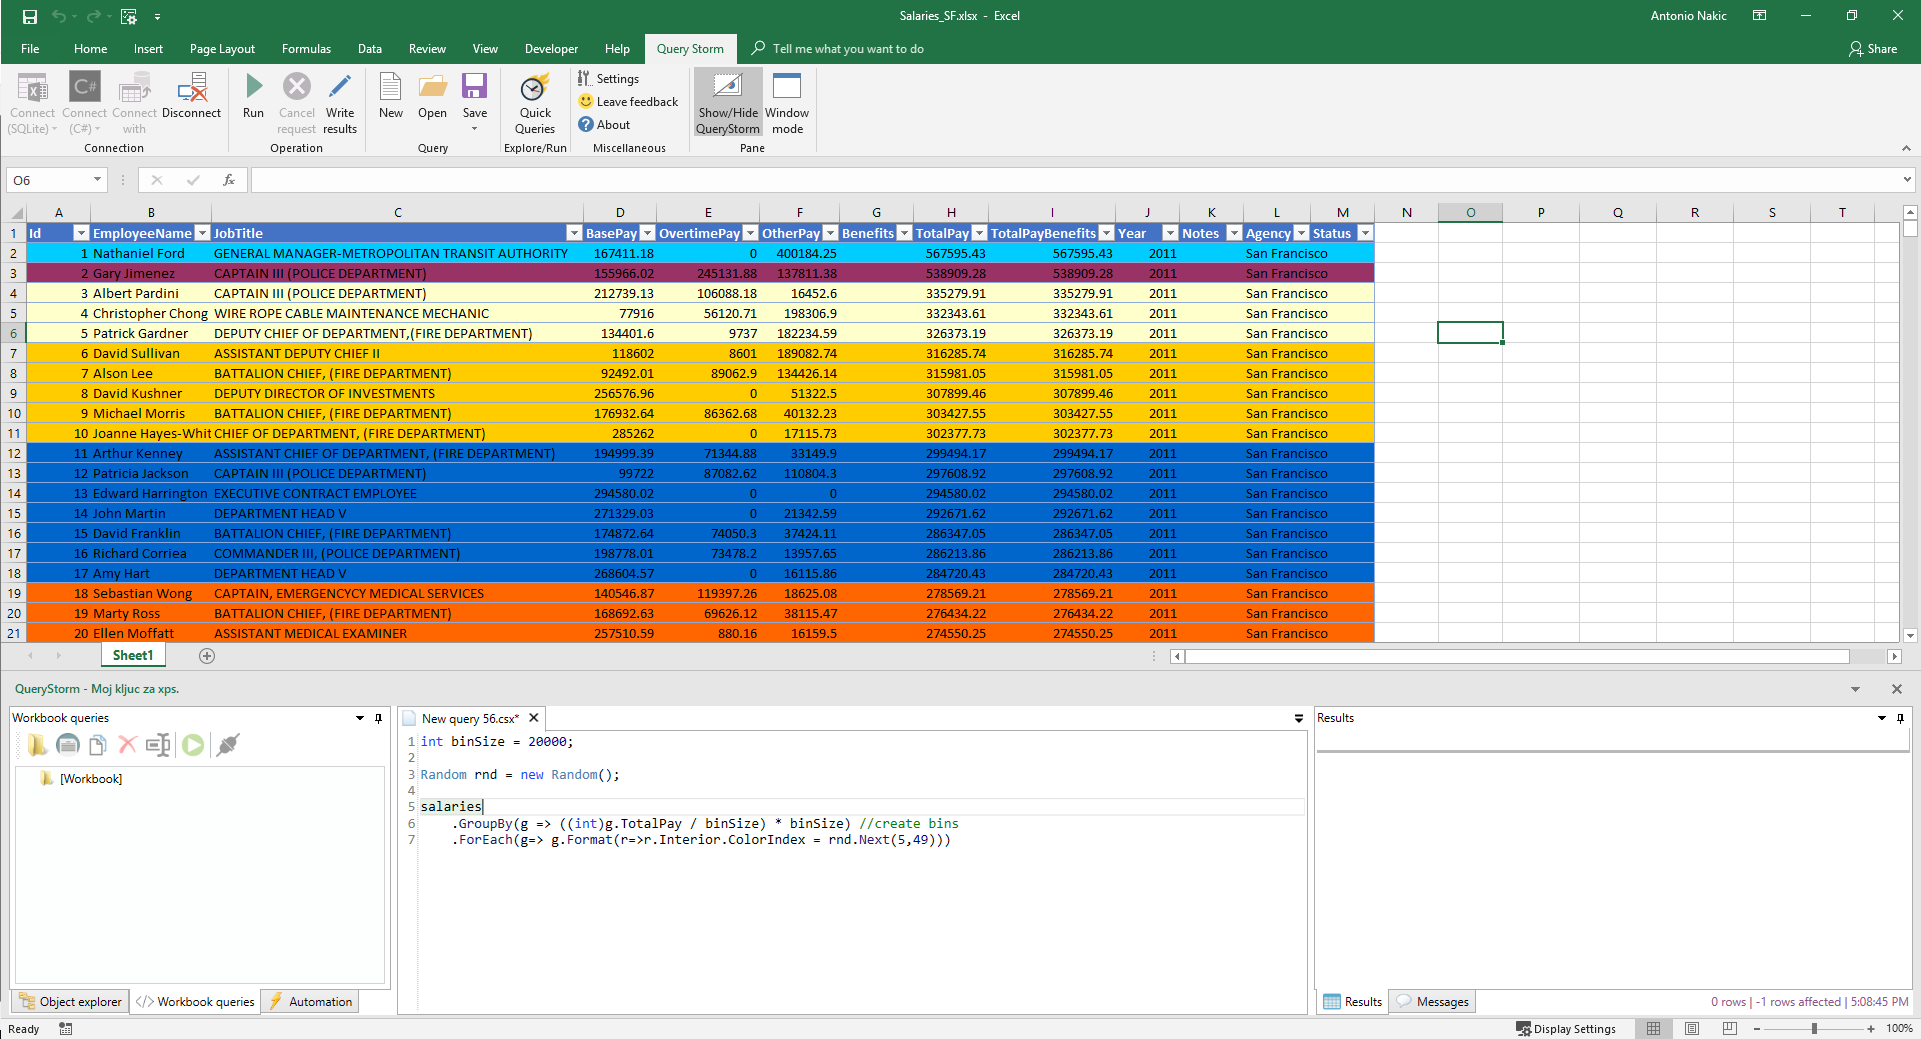 Salaries_SF.xlsx - Excel
Antonio Nakic
File Home Insert Page Layout Formulas Data Review View Developer Help Query Storm Tell me what you want to do Share
Connect (SQLite) Connect (C#) Connect with Disconnect
Connection
Run Cancel request Write results
Operation
New Open Save
Query
Quick Queries
Explore/Run
Settings
Leave feedback
About
Miscellaneous
Show/Hide QueryStorm Window mode
Pane
O6 fx
A B C D E F G H I J K L M N O P Q R S T
1 Id EmployeeName JobTitle BasePay OvertimePay OtherPay Benefits TotalPay TotalPayBenefits Year Notes Agency Status
2 1 Nathaniel Ford GENERAL MANAGER-METROPOLITAN TRANSIT AUTHORITY 167411.18 0 400184.25 567595.43 567595.43 2011 San Francisco
3 2 Gary Jimenez CAPTAIN III (POLICE DEPARTMENT) 155966.02 245131.88 137811.38 538909.28 538909.28 2011 San Francisco
4 3 Albert Pardini CAPTAIN III (POLICE DEPARTMENT) 212739.13 106088.18 16452.6 335279.91 335279.91 2011 San Francisco
5 4 Christopher Chong WIRE ROPE CABLE MAINTENANCE MECHANIC 77916 56120.71 198306.9 332343.61 332343.61 2011 San Francisco
6 5 Patrick Gardner DEPUTY CHIEF OF DEPARTMENT,(FIRE DEPARTMENT) 134401.6 9737 182234.59 326373.19 326373.19 2011 San Francisco
7 6 David Sullivan ASSISTANT DEPUTY CHIEF II 118602 8601 189082.74 316285.74 316285.74 2011 San Francisco
8 7 Alson Lee BATTALION CHIEF, (FIRE DEPARTMENT) 92492.01 89062.9 134426.14 315981.05 315981.05 2011 San Francisco
9 8 David Kushner DEPUTY DIRECTOR OF INVESTMENTS 256576.96 0 51322.5 307899.46 307899.46 2011 San Francisco
10 9 Michael Morris BATTALION CHIEF, (FIRE DEPARTMENT) 176932.64 86362.68 40132.23 303427.55 303427.55 2011 San Francisco
11 10 Joanne Hayes-Whit CHIEF OF DEPARTMENT, (FIRE DEPARTMENT) 285262 0 17115.73 302377.73 302377.73 2011 San Francisco
12 11 Arthur Kenney ASSISTANT CHIEF OF DEPARTMENT, (FIRE DEPARTMENT) 194999.39 71344.88 33149.9 299494.17 299494.17 2011 San Francisco
13 12 Patricia Jackson CAPTAIN III (POLICE DEPARTMENT) 99722 87082.62 110804.3 297608.92 297608.92 2011 San Francisco
14 13 Edward Harrington EXECUTIVE CONTRACT EMPLOYEE 294580.02 0 0 294580.02 294580.02 2011 San Francisco
15 14 John Martin DEPARTMENT HEAD V 271329.03 0 21342.59 292671.62 292671.62 2011 San Francisco
16 15 David Franklin BATTALION CHIEF, (FIRE DEPARTMENT) 174872.64 74050.3 37424.11 286347.05 286347.05 2011 San Francisco
17 16 Richard Corriea COMMANDER III, (POLICE DEPARTMENT) 198778.01 73478.2 13957.65 286213.86 286213.86 2011 San Francisco
18 17 Amy Hart DEPARTMENT HEAD V 268604.57 0 16115.86 284720.43 284720.43 2011 San Francisco
19 18 Sebastian Wong CAPTAIN, EMERGENCYCY MEDICAL SERVICES 140546.87 119397.26 18625.08 278569.21 278569.21 2011 San Francisco
20 19 Marty Ross BATTALION CHIEF, (FIRE DEPARTMENT) 168692.63 69626.12 38115.47 276434.22 276434.22 2011 San Francisco
21 20 Ellen Moffatt ASSISTANT MEDICAL EXAMINER 257510.59 880.16 16159.5 274550.25 274550.25 2011 San Francisco
Sheet1
QueryStorm - Moj kljuc za xps.
Workbook queries
[Workbook]
Object explorer </> Workbook queries Automation
New query 56.csx*
1 int binSize = 20000;
2
3 Random rnd = new Random();
4
5 salaries
6 .GroupBy(g => ((int)g.TotalPay / binSize) * binSize) //create bins
7 .ForEach(g=> g.Format(r=>r.Interior.ColorIndex = rnd.Next(5,49)))
Results
Results Messages 0 rows | -1 rows affected | 5:08:45 PM
Ready Display Settings 100%